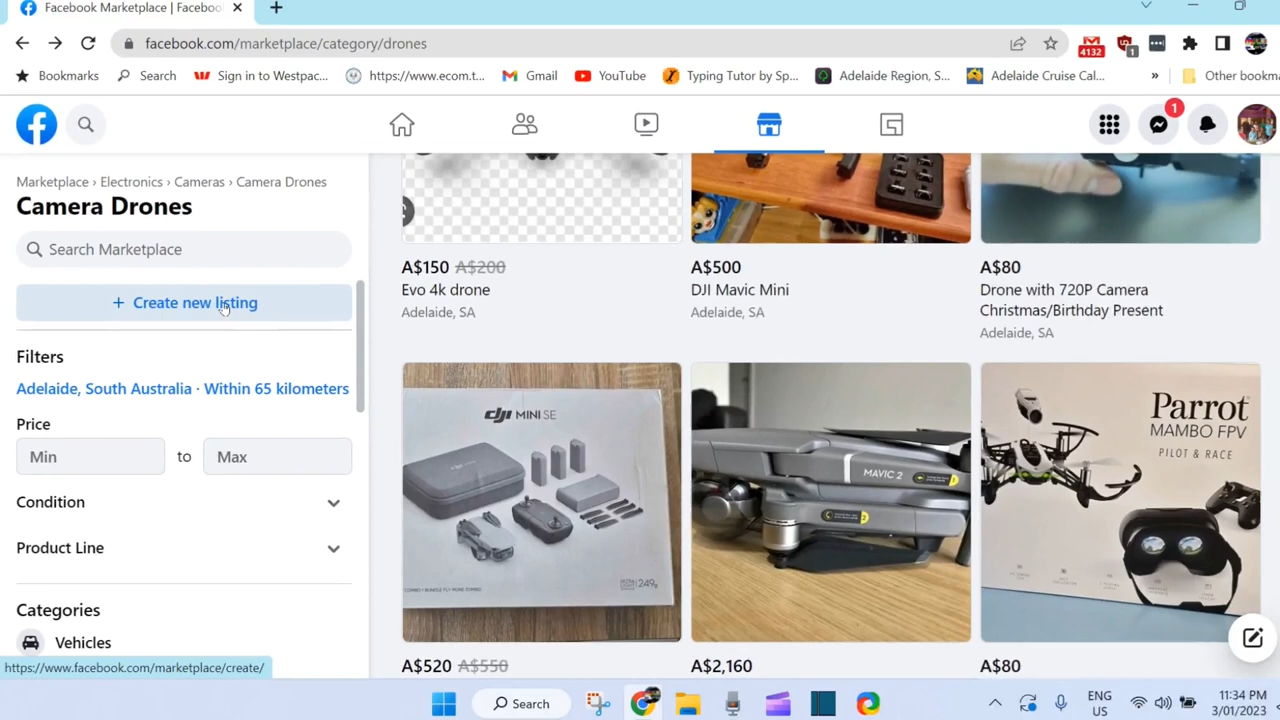 Facebook Marketplace | Faceboo
facebook.com/marketplace/category/drones
4132
1
Bookmarks
Search
Sign in to Westpac...
https://www.ecom.t...
Gmail
YouTube
Typing Tutor by Sp...
Adelaide Region, S...
Adelaide Cruise Cal...
»
Other bookma
1
Marketplace › Electronics › Cameras › Camera Drones
Camera Drones
Search Marketplace
+ Create new listing
Filters
Adelaide, South Australia · Within 65 kilometers
Price
Min to Max
Condition
Product Line
Categories
Vehicles
https://www.facebook.com/marketplace/create/
A$150 A$200
Evo 4k drone
Adelaide, SA
A$500
DJI Mavic Mini
Adelaide, SA
A$80
Drone with 720P Camera
Christmas/Birthday Present
Adelaide, SA
dji MINI SE
249g
MAVIC 2
Parrot
MAMBO FPV
PILOT & RACE
A$520 A$550
A$2,160
A$80
Search
ENG
US
11:34 PM
3/01/2023